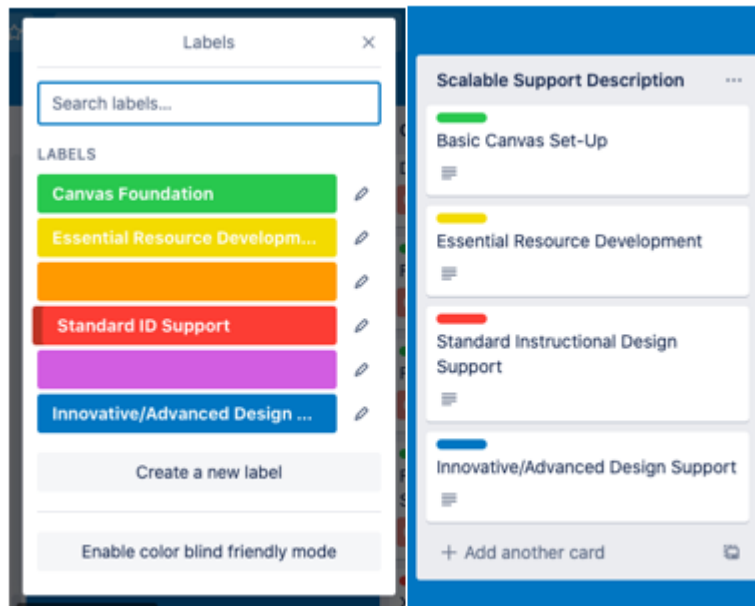 Labels
Search labels...
LABELS
Canvas Foundation
Essential Resource Developm...
Standard ID Support
Innovative/Advanced Design ...
Create a new label
Enable color blind friendly mode
Scalable Support Description
Basic Canvas Set-Up
Essential Resource Development
Standard Instructional Design
Support
Innovative/Advanced Design Support
+ Add another card